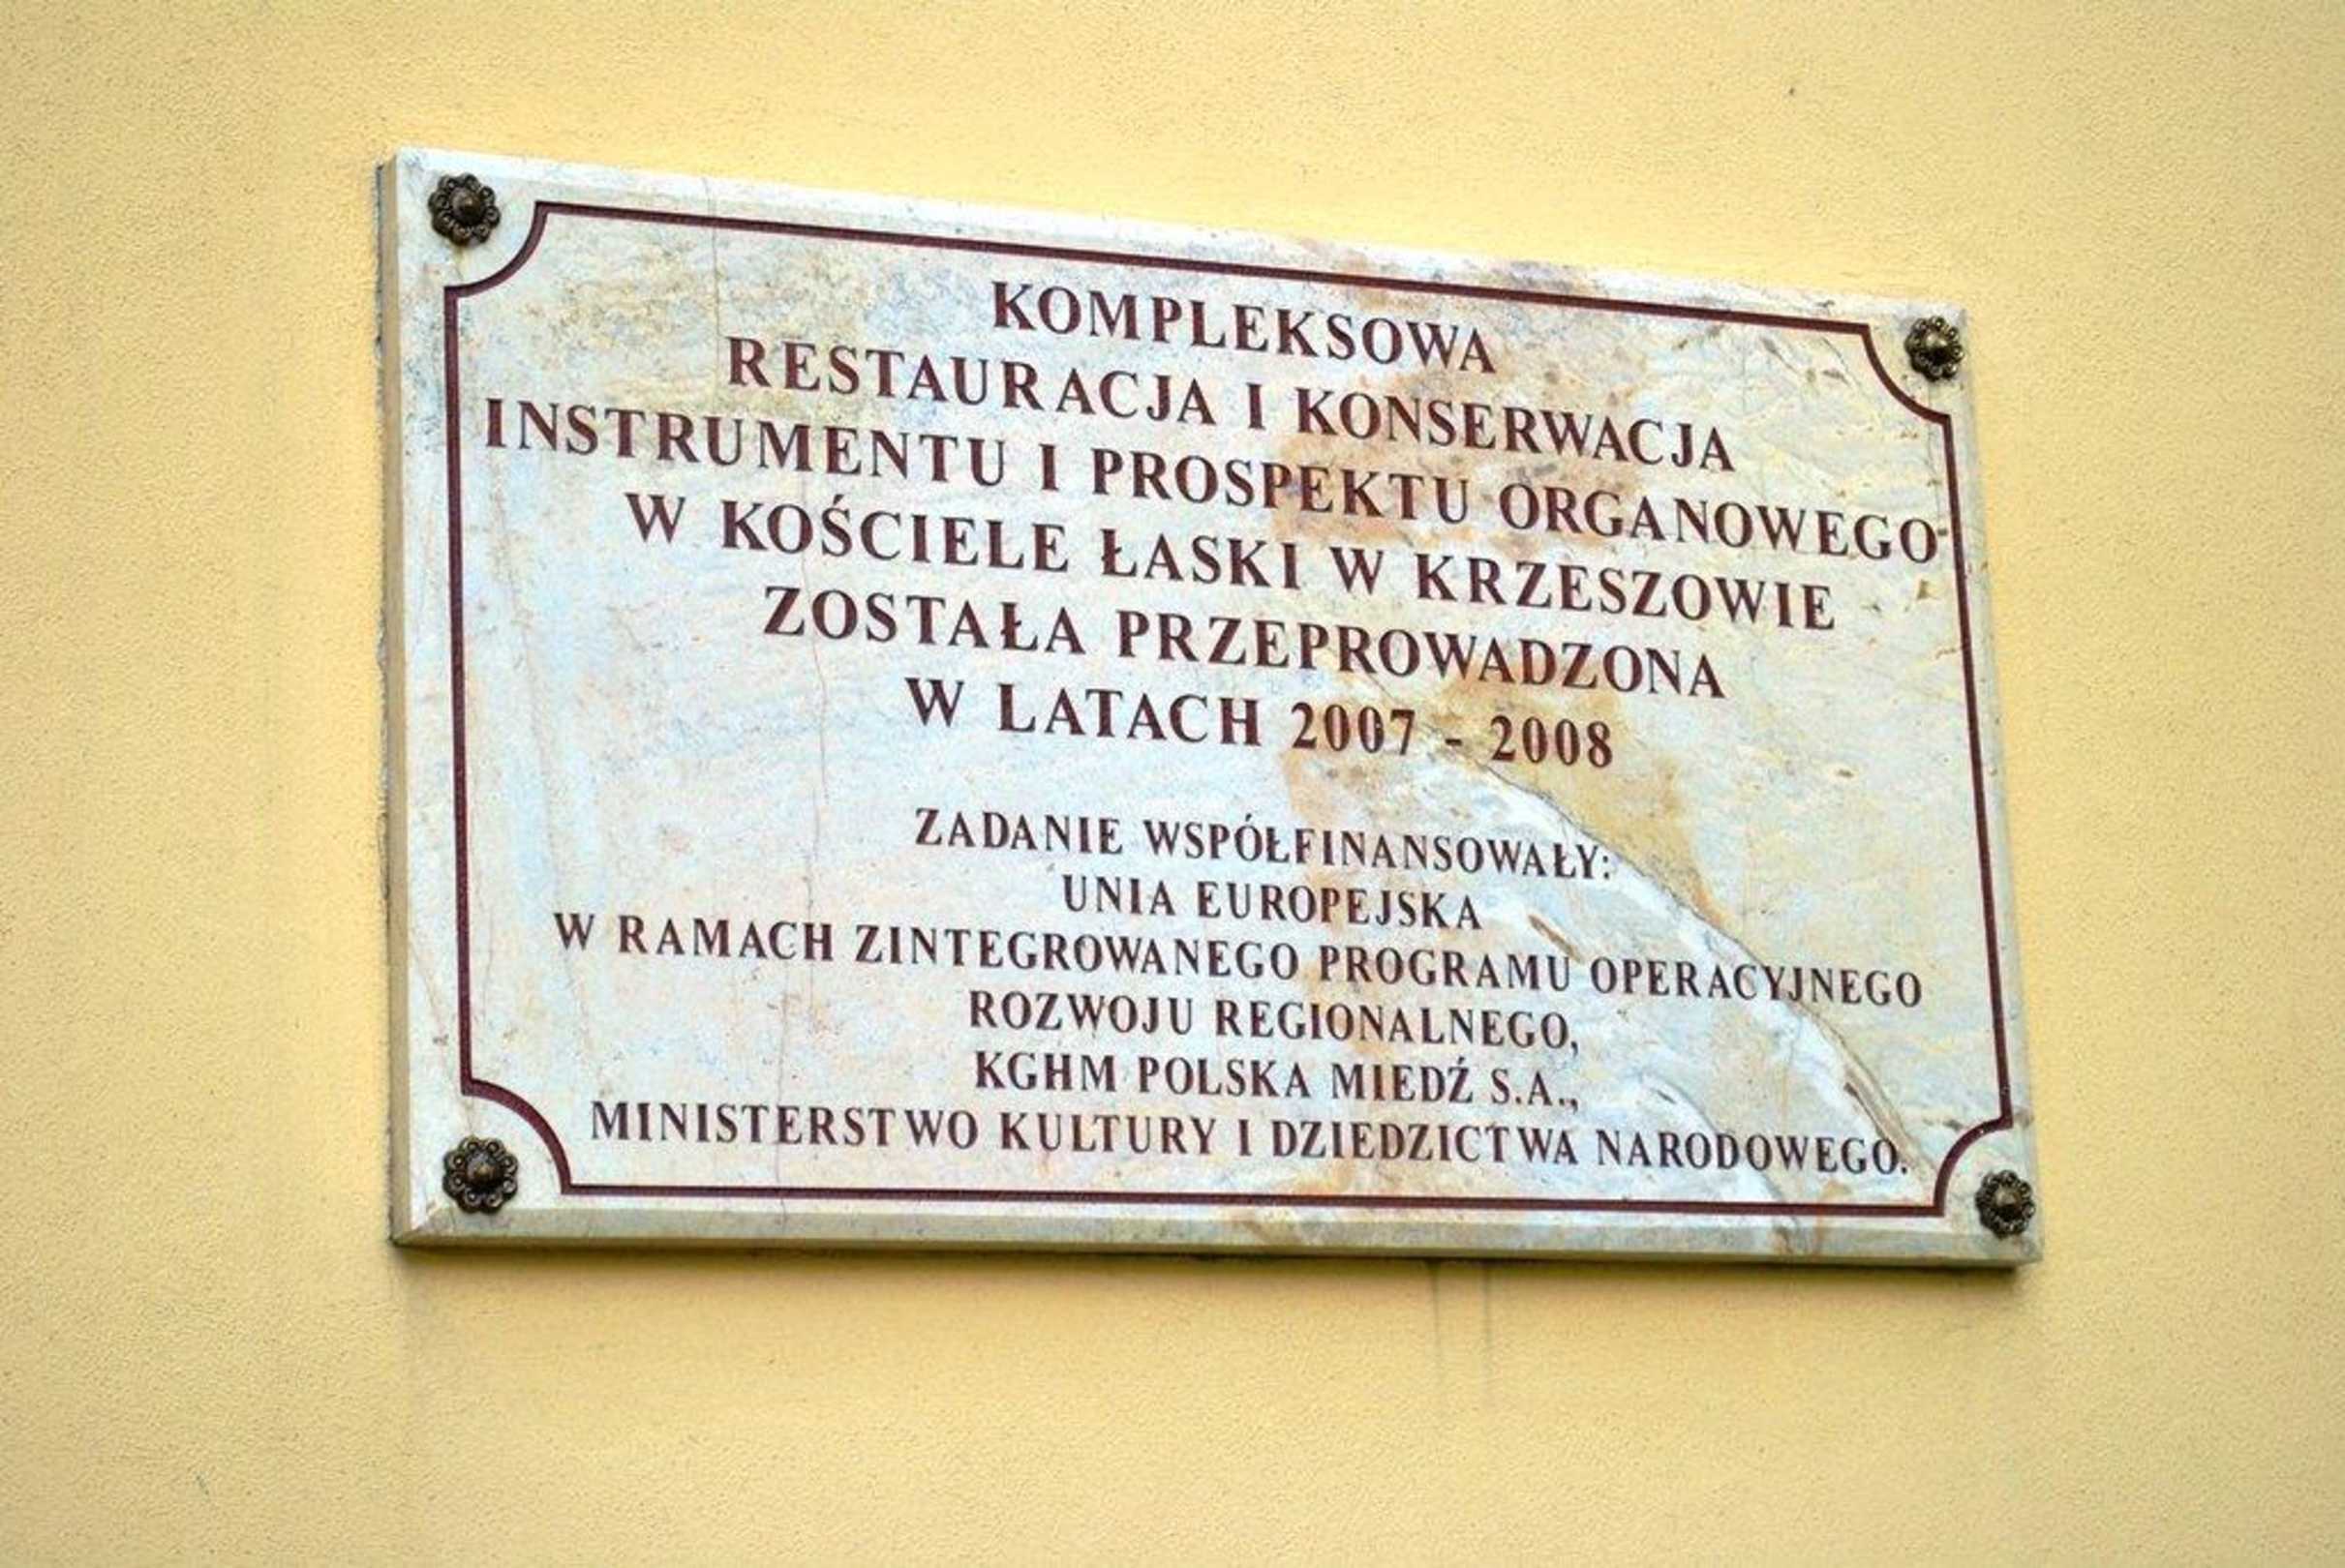 KOMPLEKSOWA
RESTAURACJA I KONSERWACJA
INSTRUMENTU I PROSPEKTU ORGANOWEGO
W KOŚCIELE ŁASKI W KRZESZOWIE
ZOSTAŁA PRZEPROWADZONA
W LATACH 2007 - 2008
ZADANIE WSPÓŁFINANSOWAŁY:
UNIA EUROPEJSKA
W RAMACH ZINTEGROWANEGO PROGRAMU OPERACYJNEGO
ROZWOJU REGIONALNEGO,
KGHM POLSKA MIEDŹ S.A.,
MINISTERSTWO KULTURY I DZIEDZICTWA NARODOWEGO.